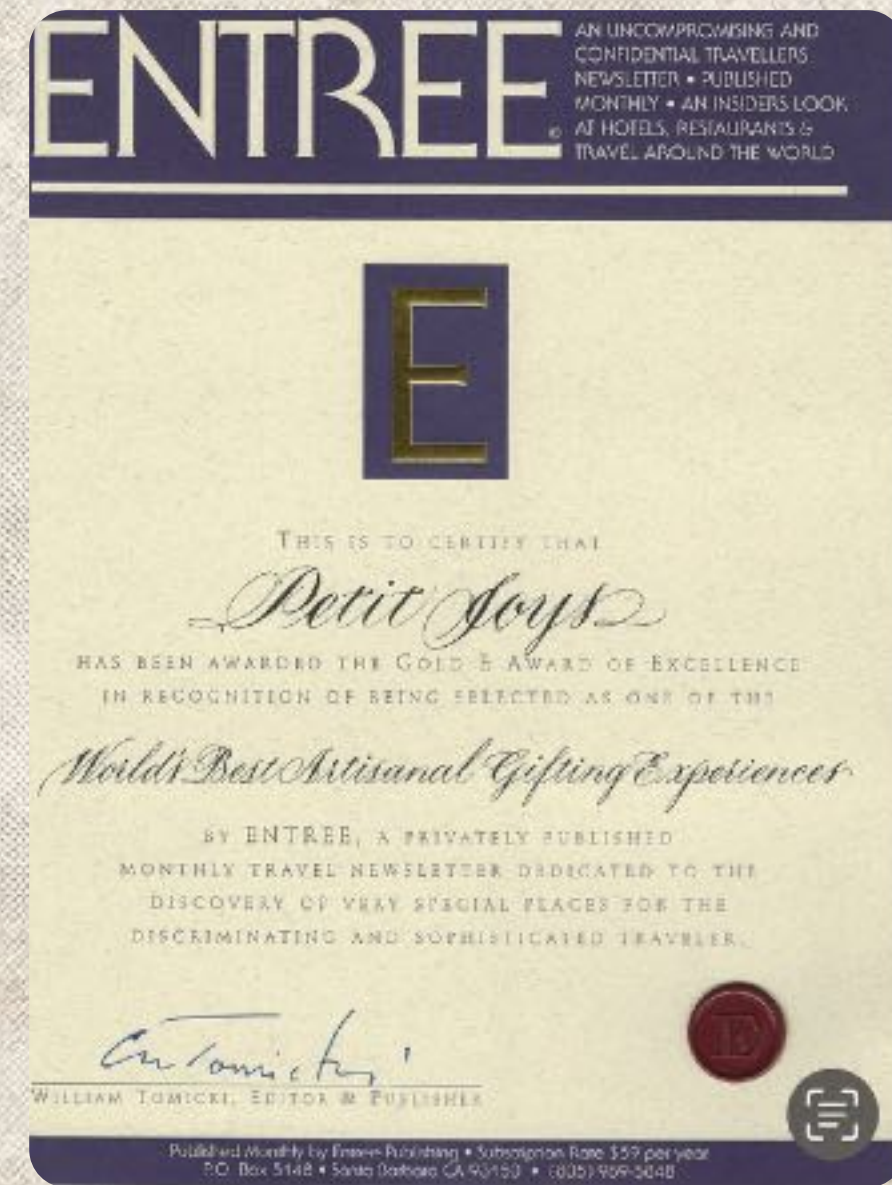 ENTREE©
AN UNCOMPROMISING AND
CONFIDENTIAL TRAVELLERS
NEWSLETTER • PUBLISHED
MONTHLY • AN INSIDERS LOOK
AT HOTELS, RESTAURANTS &
TRAVEL AROUND THE WORLD
E
THIS IS TO CERTIFY THAT
Petit Joys
HAS BEEN AWARDED THE GOLD E AWARD OF EXCELLENCE
IN RECOGNITION OF BEING SELECTED AS ONE OF THE
World's Best Artisanal Gifting Experiences
BY ENTREE, A PRIVATELY PUBLISHED
MONTHLY TRAVEL NEWSLETTER DEDICATED TO THE
DISCOVERY OF VERY SPECIAL PLACES FOR THE
DISCRIMINATING AND SOPHISTICATED TRAVELER.
E
WILLIAM TOMICKI, EDITOR & PUBLISHER
Published Monthly by Entree Publishing • Subscription Rate $59 per year
P.O. Box 5148 • Santa Barbara CA 93150 • (805) 969-5848